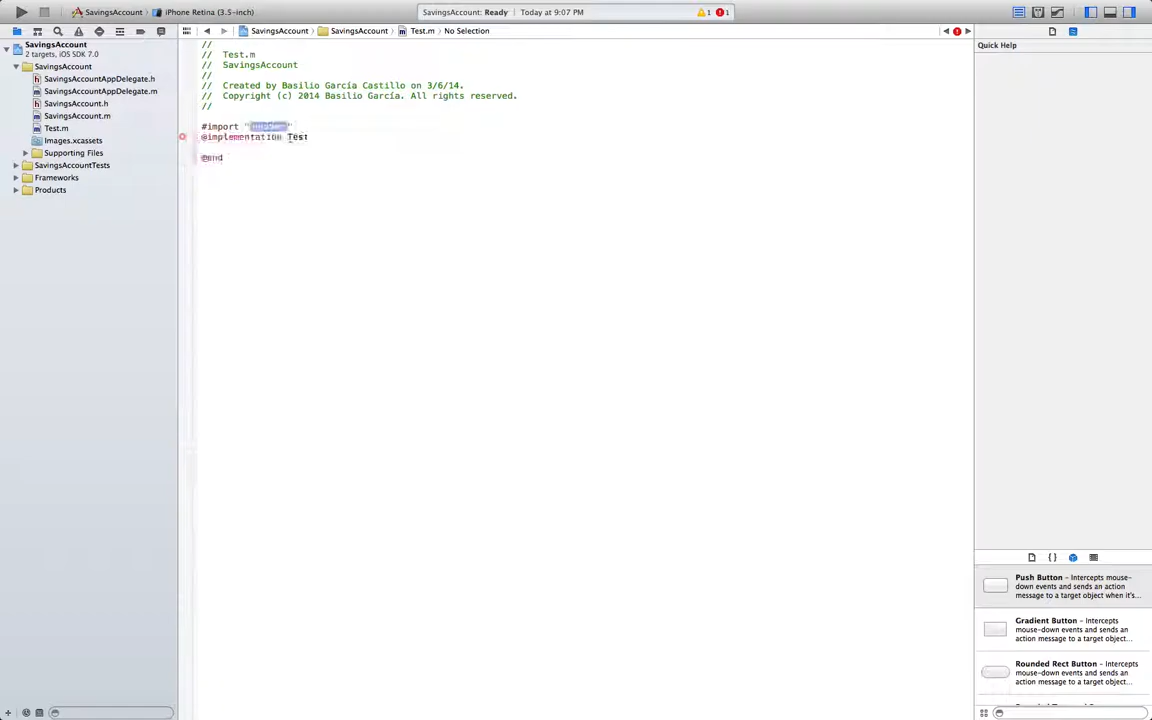 SavingsAccount
iPhone Retina (3.5-inch)
SavingsAccount: Ready
Today at 9:07 PM
1
1
SavingsAccount
2 targets, iOS SDK 7.0
SavingsAccount
SavingsAccountAppDelegate.h
SavingsAccountAppDelegate.m
SavingsAccount.h
SavingsAccount.m
Test.m
Images.xcassets
Supporting Files
SavingsAccountTests
Frameworks
Products
SavingsAccount
SavingsAccount
Test.m
No Selection
//
// Test.m
// SavingsAccount
//
// Created by Basilio García Castillo on 3/6/14.
// Copyright (c) 2014 Basilio García. All rights reserved.
//
#import "header"
@implementation Test
@end
Quick Help
{ }
Push Button - Intercepts mouse-
down events and sends an
action message to a target
object when it's...
Gradient Button - Intercepts
mouse-down events and sends an
action message to a target object...
Rounded Rect Button - Intercepts
mouse-down events and sends an
action message to a target object...